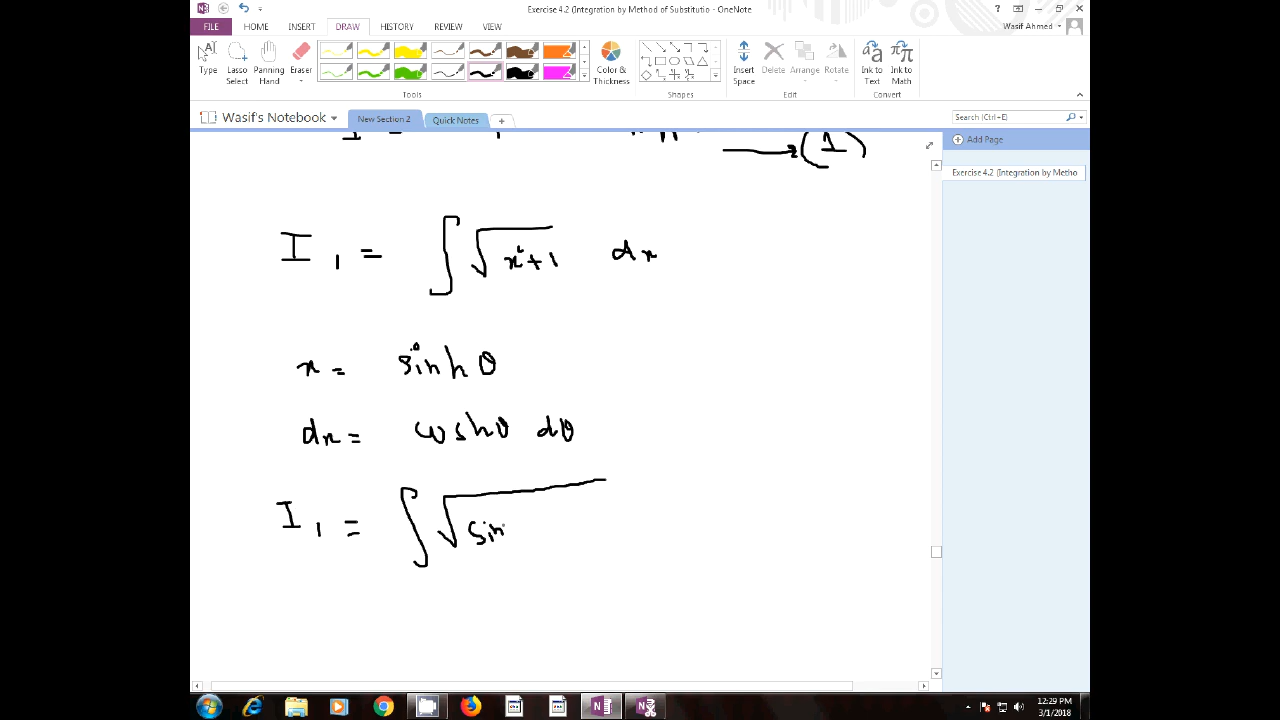 Exercise 4.2 (Integration by Method of Substitutio - OneNote
FILE HOME INSERT DRAW HISTORY REVIEW VIEW
Wasif Ahmed
Type Lasso Select Panning Hand Eraser Color & Thickness Insert Space Delete Arrange Rotate Ink to Text Ink to Math
Tools Shapes Edit Convert
Wasif's Notebook New Section 2 Quick Notes
Search (Ctrl+E)
Add Page
Exercise 4.2 (Integration by Metho
(1)
I₁ = ∫ √(x²+1) dx
x = sinh θ
dx = coshθ dθ
I₁ = ∫ √sin
12:29 PM
3/1/2018